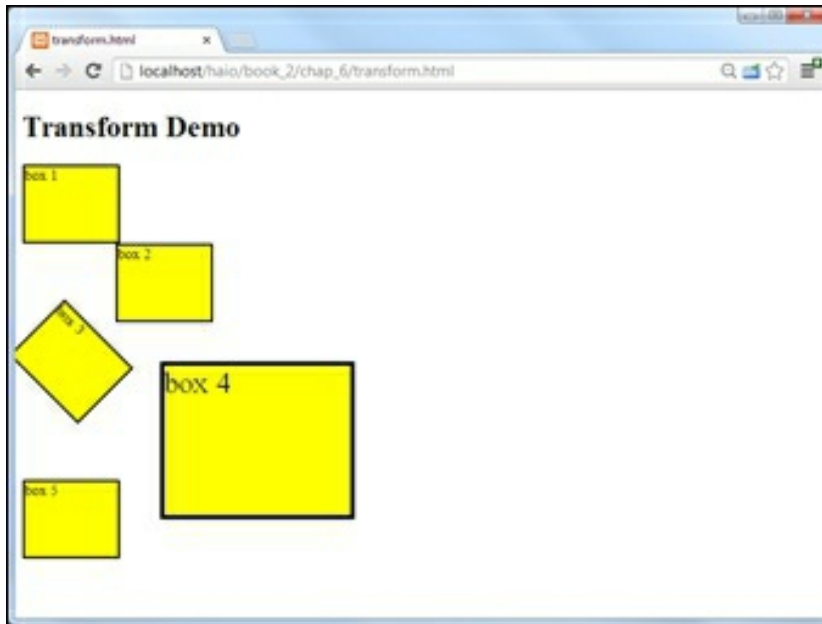 transform.html
localhost/haio/book_2/chap_6/transform.html
Transform Demo
box 1
box 2
box 3
box 4
box 5